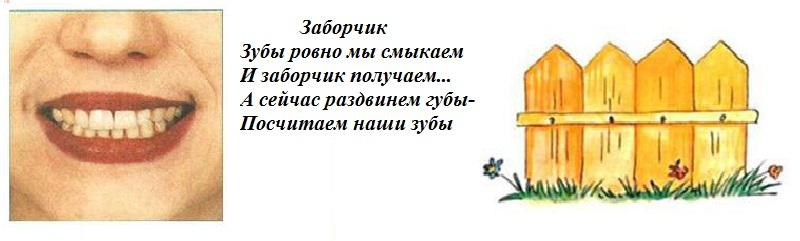 Заборчик
Зубы ровно мы смыкаем
И заборчик получаем...
А сейчас раздвинем губы-
Посчитаем наши зубы